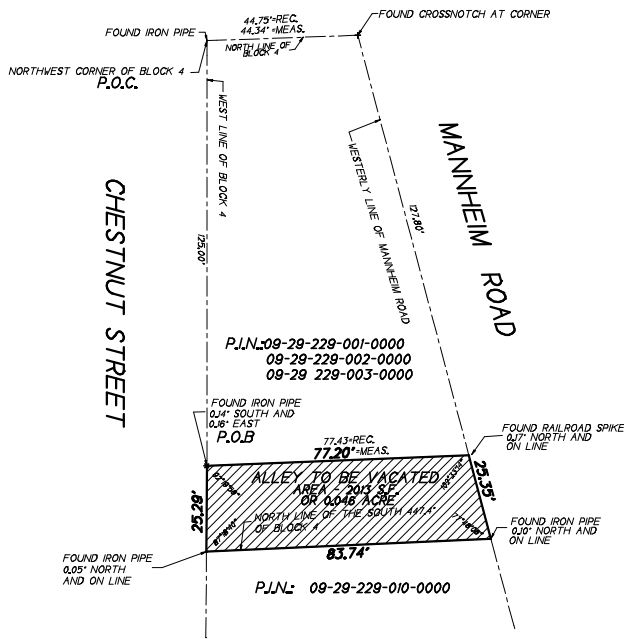 44.75'=REC.
44.34'=MEAS.
NORTH LINE OF
BLOCK 4
FOUND CROSSNOTCH AT CORNER
FOUND IRON PIPE
NORTHWEST CORNER OF BLOCK 4
P.O.C.
WEST LINE OF BLOCK 4
WESTERLY LINE OF MANNHEIM ROAD
MANNHEIM ROAD
127.80'
CHESTNUT STREET
125.00'
P.I.N.:09-29-229-001-0000
09-29-229-002-0000
09-29 229-003-0000
FOUND IRON PIPE
0.14' SOUTH AND
0.16' EAST
P.O.B
77.43=REC.
77.20'=MEAS.
FOUND RAILROAD SPIKE
0.17' NORTH AND
ON LINE
ALLEY TO BE VACATED
AREA - 2013 S.F.
OR 0.046 ACRE
NORTH LINE OF THE SOUTH 447.4'
OF BLOCK 4
25.29'
25.35'
83.74'
FOUND IRON PIPE
0.10' NORTH AND
ON LINE
FOUND IRON PIPE
0.05' NORTH
AND ON LINE
P.I.N.: 09-29-229-010-0000